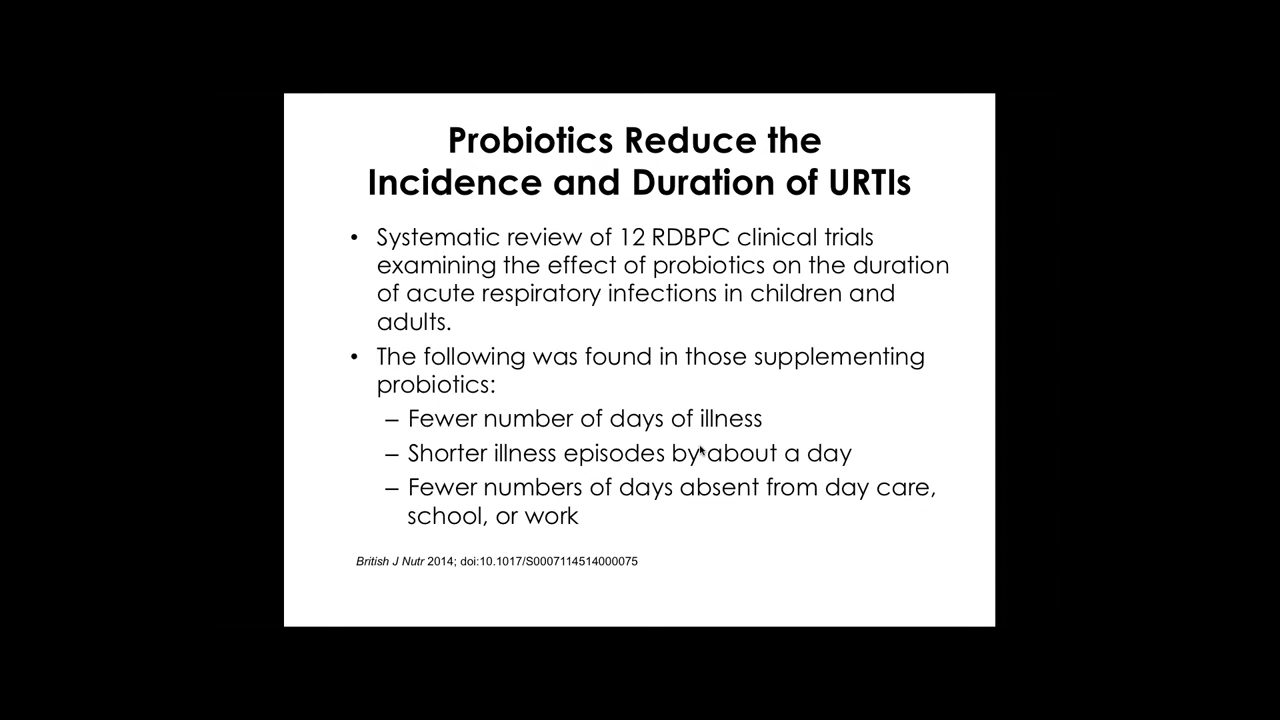 Probiotics Reduce the
Incidence and Duration of URTIs
• Systematic review of 12 RDBPC clinical trials
examining the effect of probiotics on the duration
of acute respiratory infections in children and
adults.
• The following was found in those supplementing
probiotics:
– Fewer number of days of illness
– Shorter illness episodes by about a day
– Fewer numbers of days absent from day care,
school, or work
British J Nutr 2014; doi:10.1017/S0007114514000075